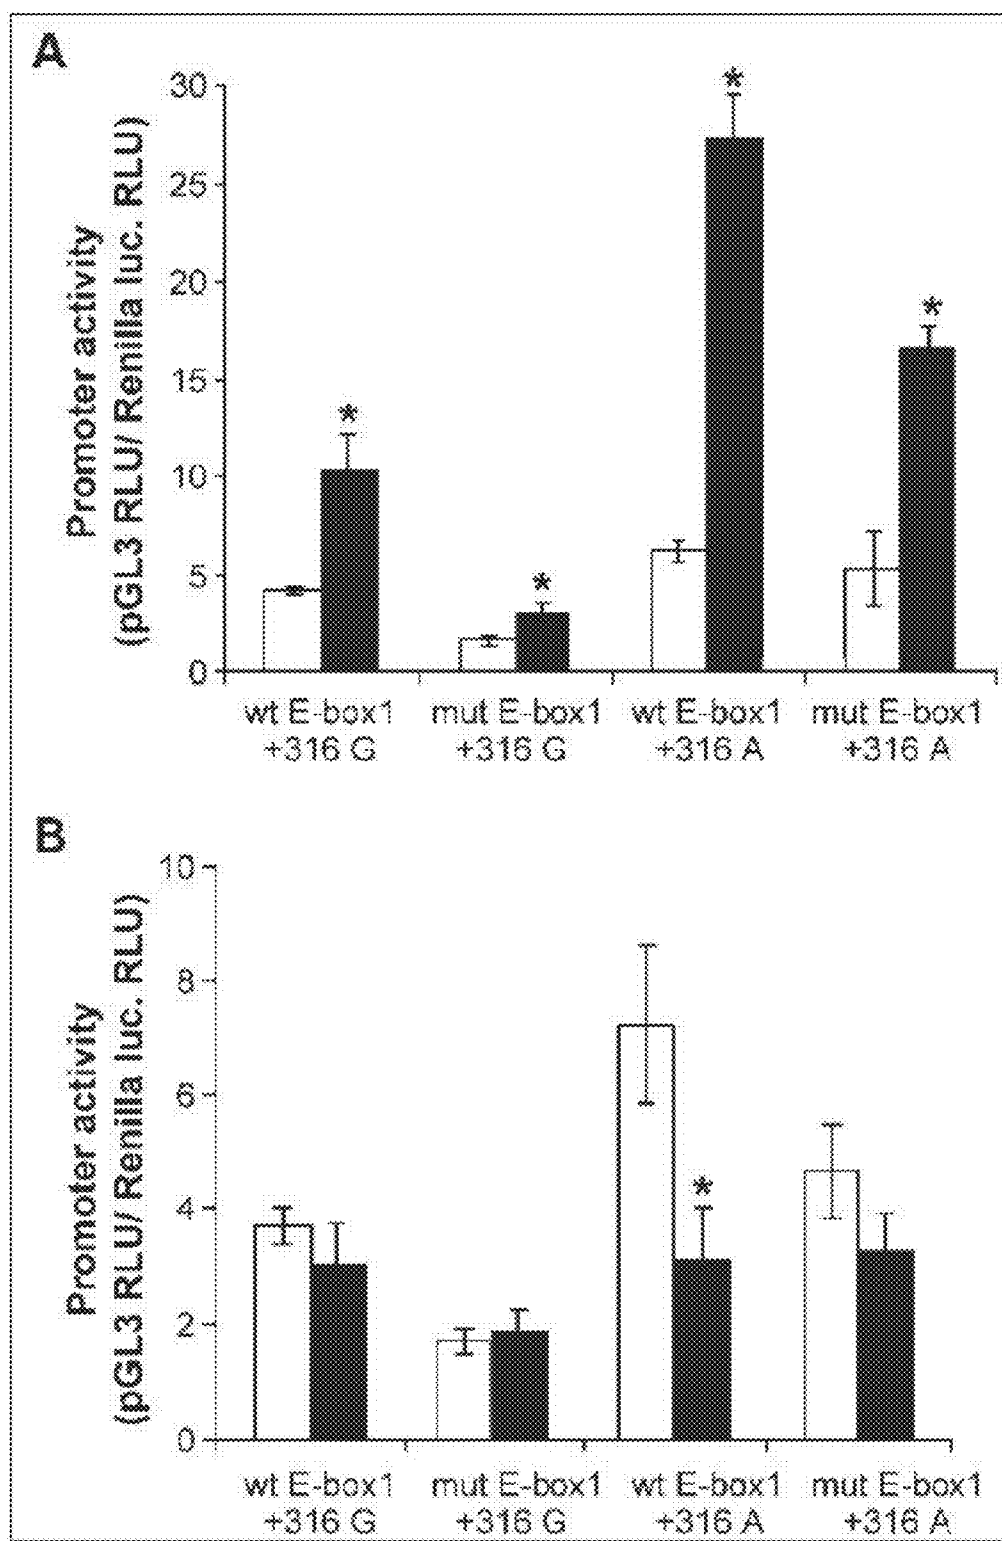 A
Promoter activity
(pGL3 RLU/ Renilla luc. RLU)
30
25
20
15
10
5
0
*
*
*
*
wt E-box1
+316 G
mut E-box1
+316 G
wt E-box1
+316 A
mut E-box1
+316 A
B
Promoter activity
(pGL3 RLU/ Renilla luc. RLU)
10
8
6
4
2
0
*
wt E-box1
+316 G
mut E-box1
+316 G
wt E-box1
+316 A
mut E-box1
+316 A